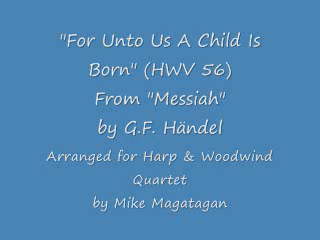 "For Unto Us A Child Is
Born" (HWV 56)
From "Messiah"
by G.F. Händel
Arranged for Harp & Woodwind
Quartet
by Mike Magatagan